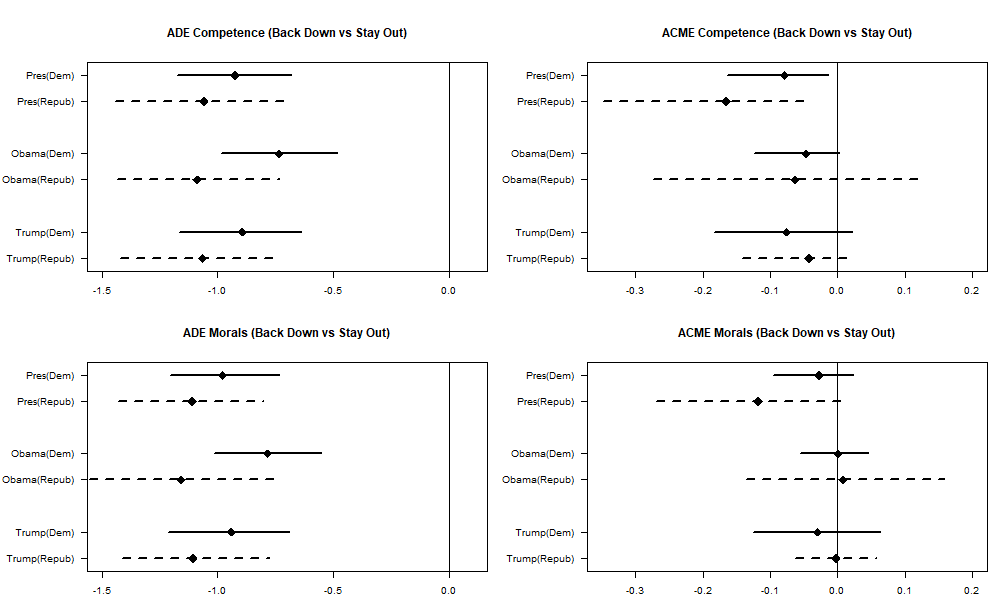 ADE Competence (Back Down vs Stay Out)
Pres(Dem)
Pres(Repub)
Obama(Dem)
Obama(Repub)
Trump(Dem)
Trump(Repub)
-1.5 -1.0 -0.5 0.0
ACME Competence (Back Down vs Stay Out)
Pres(Dem)
Pres(Repub)
Obama(Dem)
Obama(Repub)
Trump(Dem)
Trump(Repub)
-0.3 -0.2 -0.1 0.0 0.1 0.2
ADE Morals (Back Down vs Stay Out)
Pres(Dem)
Pres(Repub)
Obama(Dem)
Obama(Repub)
Trump(Dem)
Trump(Repub)
-1.5 -1.0 -0.5 0.0
ACME Morals (Back Down vs Stay Out)
Pres(Dem)
Pres(Repub)
Obama(Dem)
Obama(Repub)
Trump(Dem)
Trump(Repub)
-0.3 -0.2 -0.1 0.0 0.1 0.2